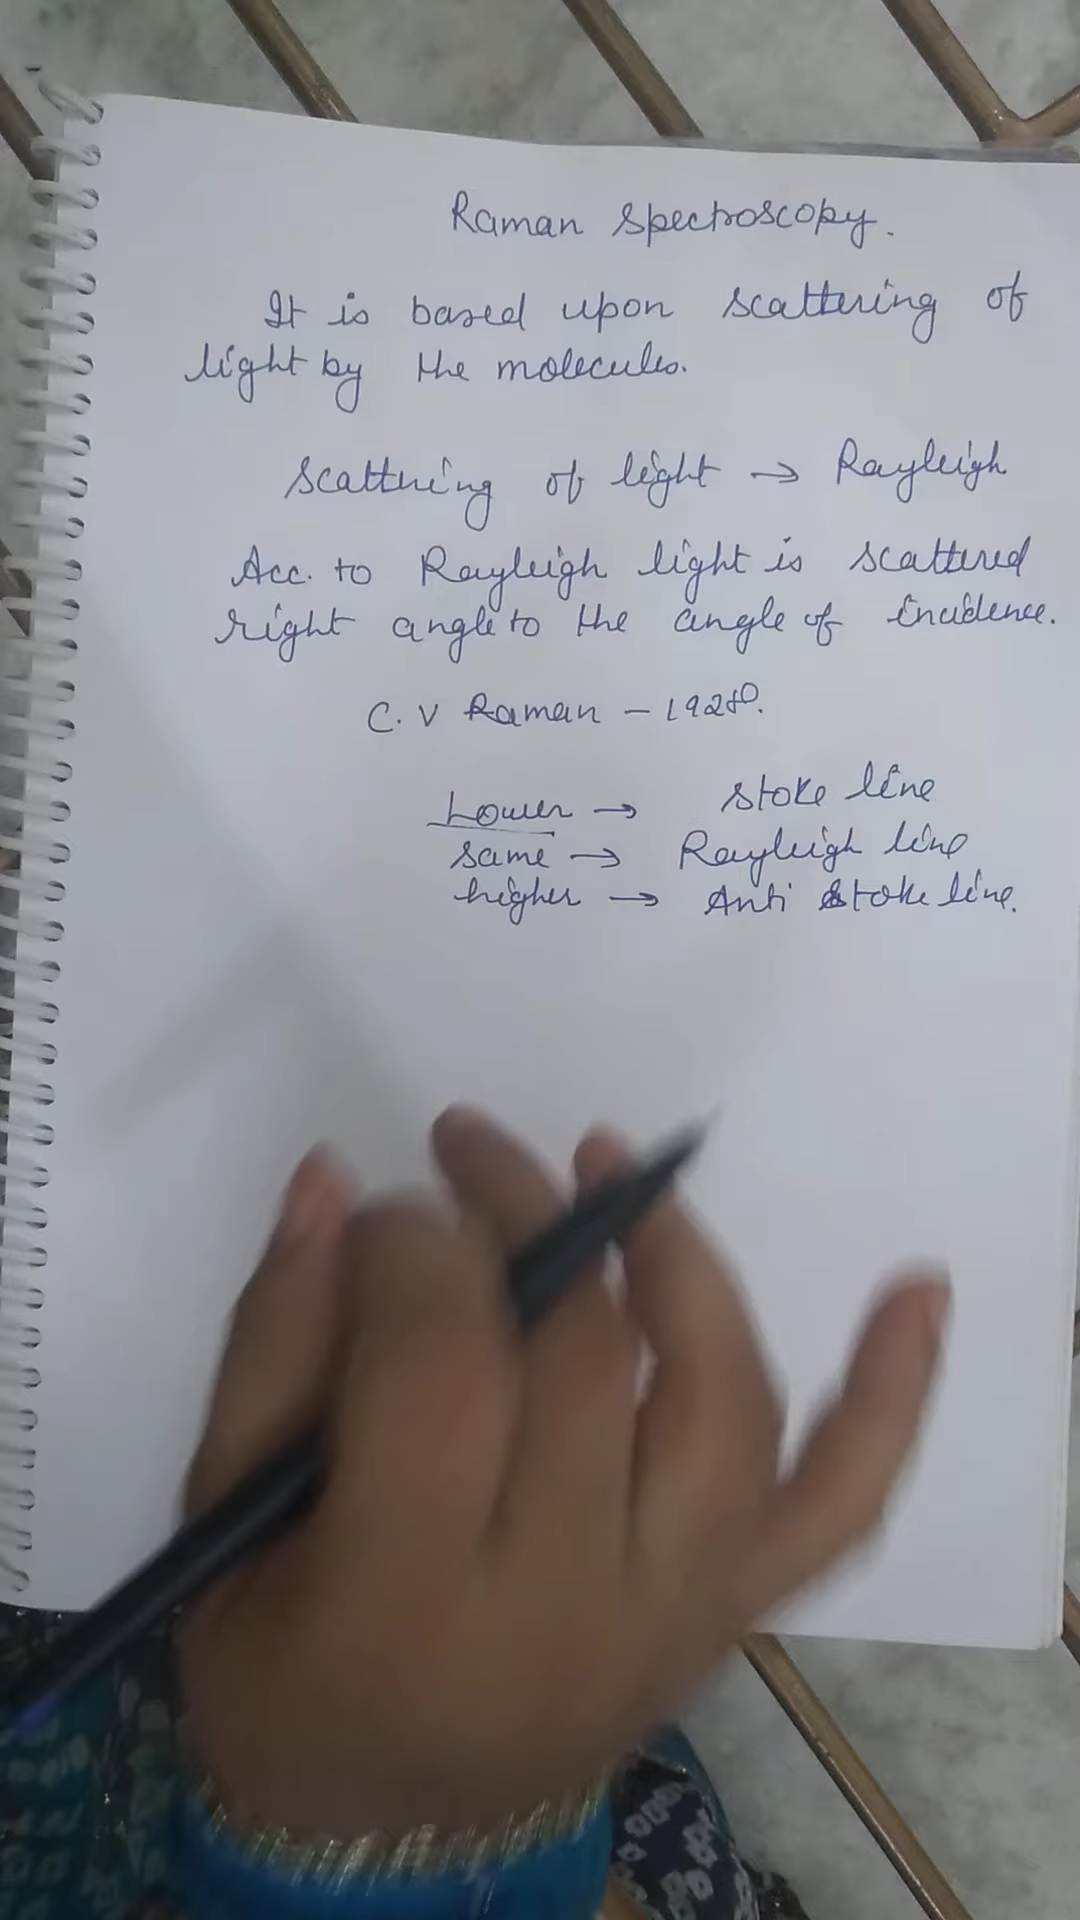 Raman Spectroscopy.
It is based upon scattering of
light by the molecules.
Scattering of light → Rayleigh
Acc. to Rayleigh light is scattered
right angle to the angle of incidence.
C. V Raman - 1928.
Lower → Stoke line
same → Rayleigh line
higher → Anti Stoke line.